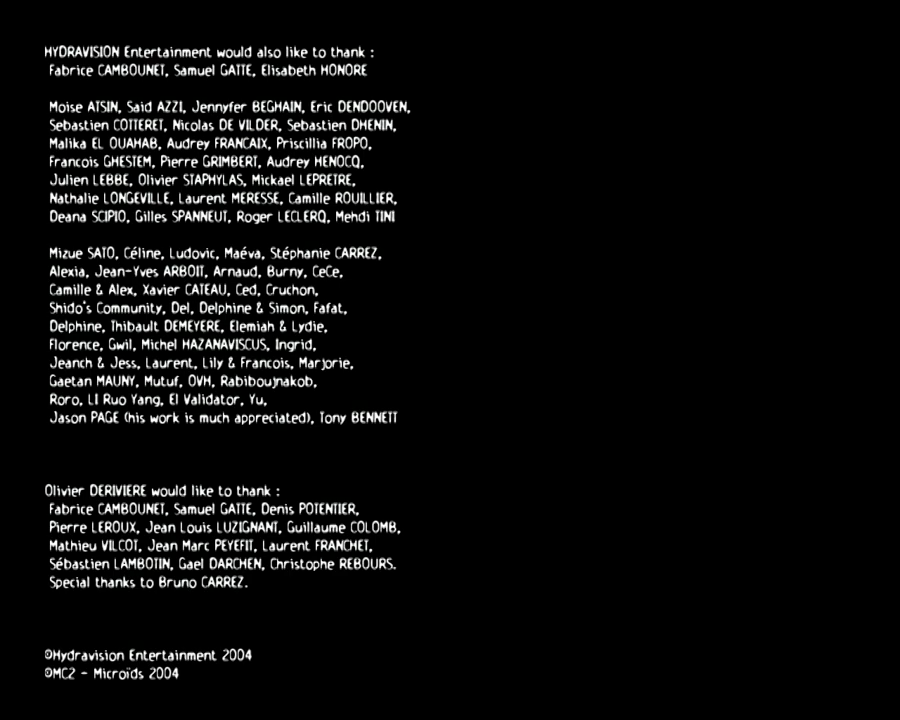 HYDRAVISION Entertainment would also like to thank :
Fabrice CAMBOUNET, Samuel GATTE, Elisabeth HONORE
Moise ATSIN, Said AZZI, Jennyfer BEGHAIN, Eric DENDOOVEN,
Sebastien COTTERET, Nicolas DE VILDER, Sebastien DHENIN,
Malika EL OUAHAB, Audrey FRANCAIX, Priscillia FROPO,
Francois GHESTEM, Pierre GRIMBERT, Audrey HENOCQ,
Julien LEBBE, Olivier STAPHYLAS, Mickael LEPRETRE,
Nathalie LONGEVILLE, Laurent MERESSE, Camille ROUILLIER,
Deana SCIPIO, Gilles SPANNEUT, Roger LECLERQ, Mehdi TINI
Mizue SATO, Céline, Ludovic, Maéva, Stéphanie CARREZ,
Alexia, Jean-Yves ARBOIT, Arnaud, Burny, CeCe,
Camille & Alex, Xavier CATEAU, Ced, Cruchon,
Shido's Community, Del, Delphine & Simon, Fafat,
Delphine, Thibault DEMEYERE, Elemiah & Lydie,
Florence, Gwil, Michel HAZANAVISCUS, Ingrid,
Jeanch & Jess, Laurent, Lily & Francois, Marjorie,
Gaetan MAUNY, Mutuf, OVH, Rabiboujnakob,
Roro, LI Ruo Yang, El Validator, Yu,
Jason PAGE (his work is much appreciated), Tony BENNETT
Olivier DERIVIERE would like to thank :
Fabrice CAMBOUNET, Samuel GATTE, Denis POTENTIER,
Pierre LEROUX, Jean Louis LUZIGNANT, Guillaume COLOMB,
Mathieu VILCOT, Jean Marc PEYEFIT, Laurent FRANCHET,
Sébastien LAMBOTIN, Gael DARCHEN, Christophe REBOURS.
Special thanks to Bruno CARREZ.
©Hydravision Entertainment 2004
©MC2 - Microïds 2004